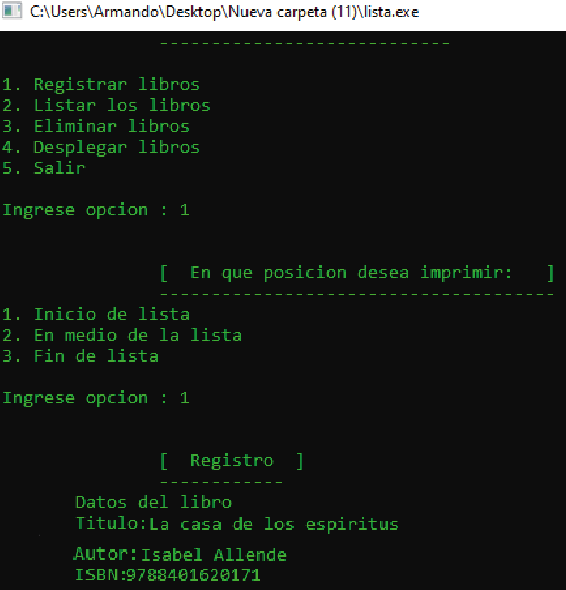 C:\Users\Armando\Desktop\Nueva carpeta (11)\lista.exe
----------------------------
1. Registrar libros
2. Listar los libros
3. Eliminar libros
4. Desplegar libros
5. Salir
Ingrese opcion : 1
[  En que posicion desea imprimir:   ]
--------------------------------------
1. Inicio de lista
2. En medio de la lista
3. Fin de lista
Ingrese opcion : 1
[  Registro  ]
------------
Datos del libro
Titulo:La casa de los espiritus
Autor:Isabel Allende
ISBN:9788401620171